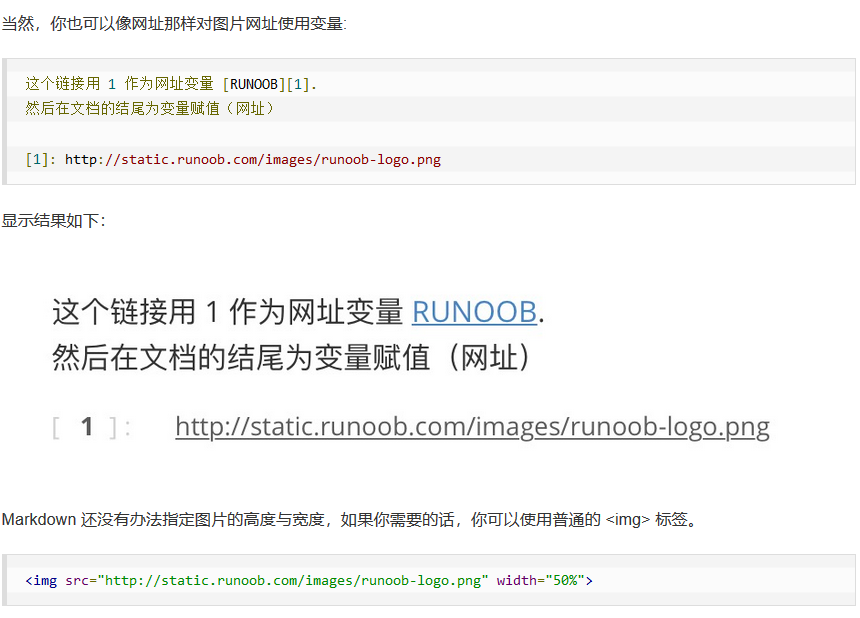 当然，你也可以像网址那样对图片网址使用变量:
这个链接用 1 作为网址变量 [RUNOOB][1].
然后在文档的结尾为变量赋值（网址）
[1]: http://static.runoob.com/images/runoob-logo.png
显示结果如下：
这个链接用 1 作为网址变量 RUNOOB.
然后在文档的结尾为变量赋值（网址）
[ 1 ]: http://static.runoob.com/images/runoob-logo.png
Markdown 还没有办法指定图片的高度与宽度，如果你需要的话，你可以使用普通的 <img> 标签。
<img src="http://static.runoob.com/images/runoob-logo.png" width="50%">